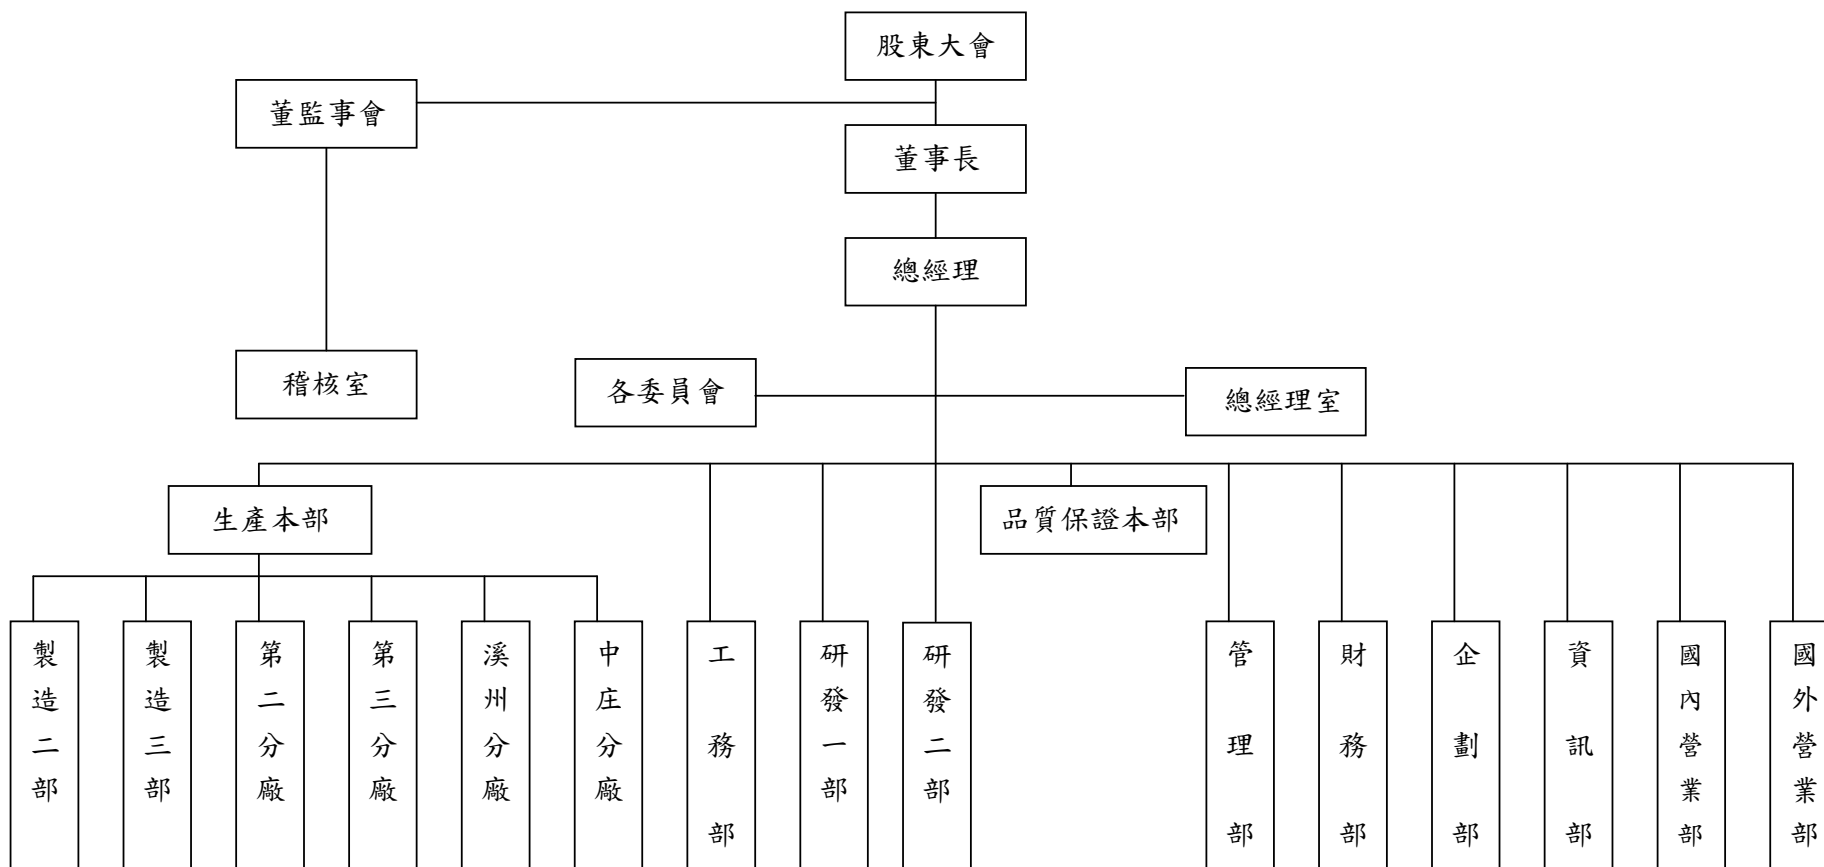 股東大會
董監事會
董事長
總經理
稽核室
各委員會
總經理室
生產本部
品質保證本部
製造二部
製造三部
第二分廠
第三分廠
溪州分廠
中庄分廠
工務部
研發一部
研發二部
管理部
財務部
企劃部
資訊部
國內營業部
國外營業部